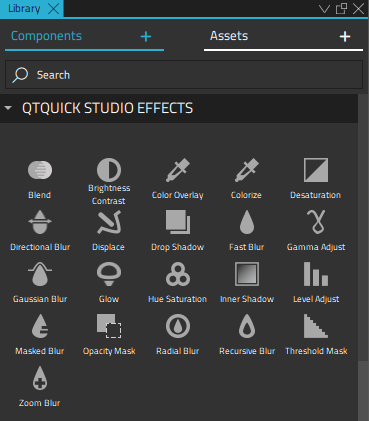 Library
Components + Assets +
Search
QTQUICK STUDIO EFFECTS
Blend Brightness Contrast Color Overlay Colorize Desaturation
Directional Blur Displace Drop Shadow Fast Blur Gamma Adjust
Gaussian Blur Glow Hue Saturation Inner Shadow Level Adjust
Masked Blur Opacity Mask Radial Blur Recursive Blur Threshold Mask
Zoom Blur